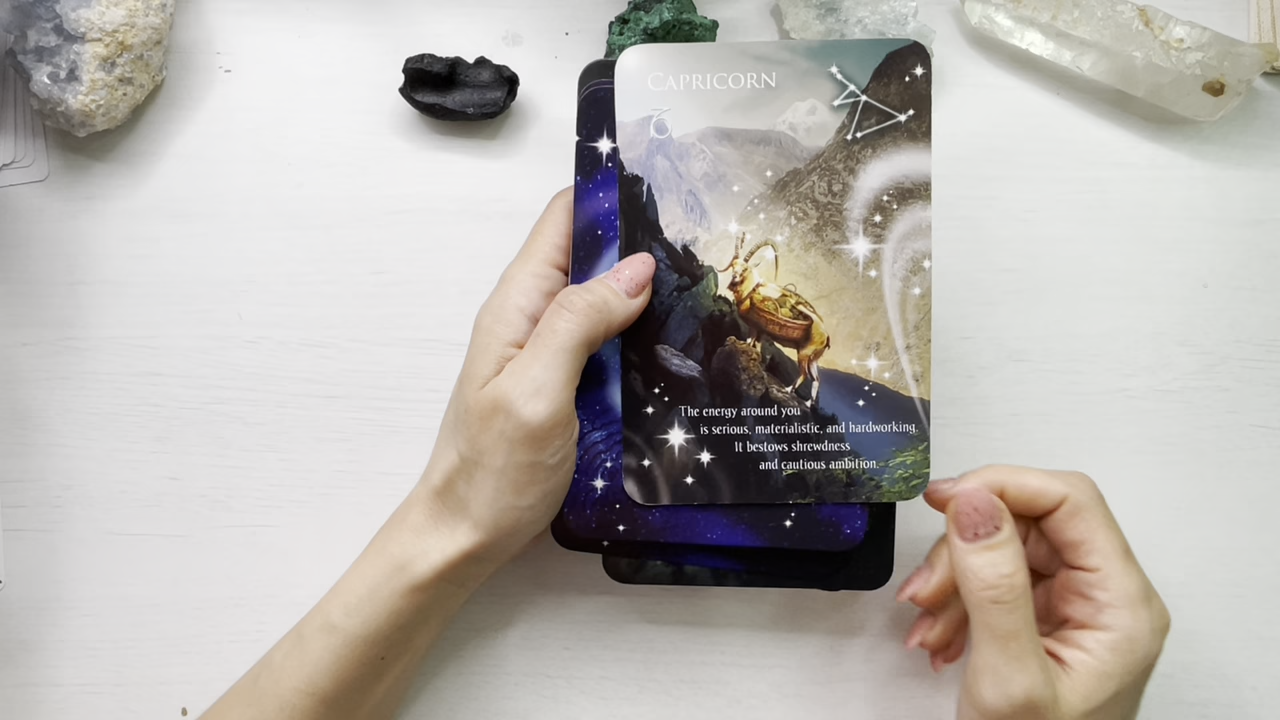 Capricorn
The energy around you
is serious, materialistic, and hardworking.
It bestows shrewdness
and cautious ambition.